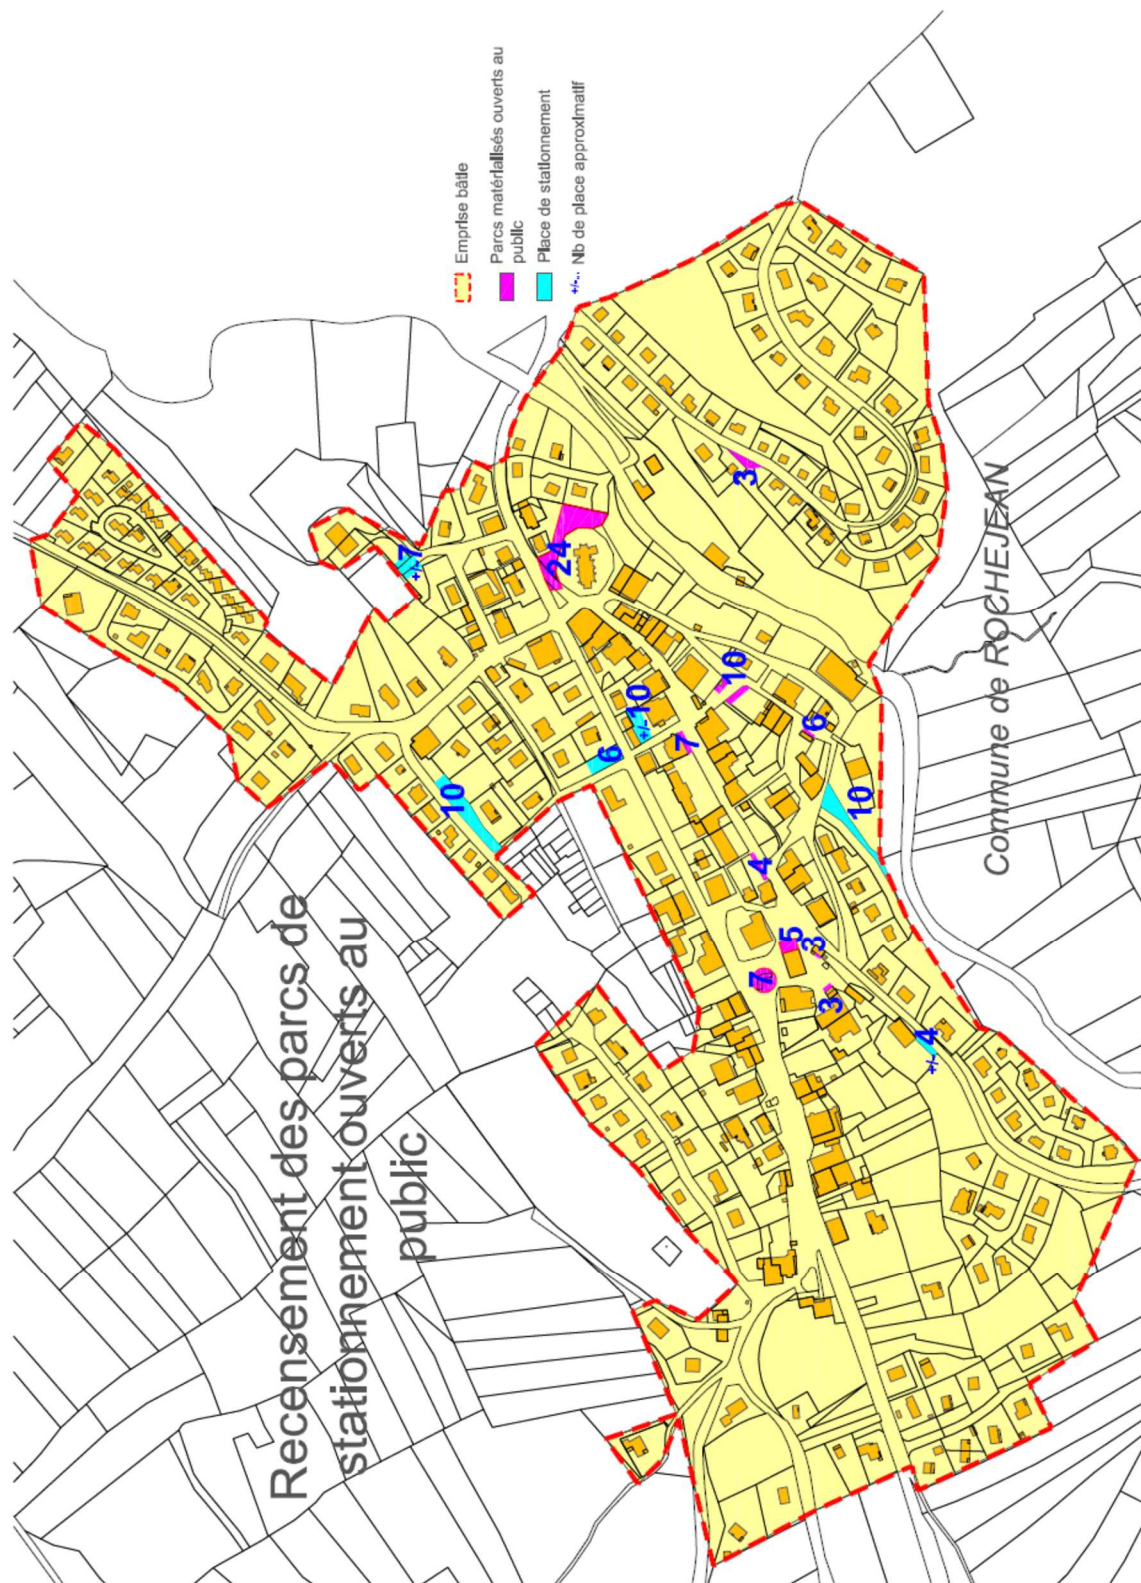 Recensement des parcs de
stationnement ouverts au
public
Emprise bâtie
Parcs matérialisés ouverts au
public
Place de stationnement
+/-.. Nb de place approximatif
+/-7
24
3
10
6
+/-10
7
10
6
10
4
5
3
7
3
+/- 4
Commune de ROCHEJEAN